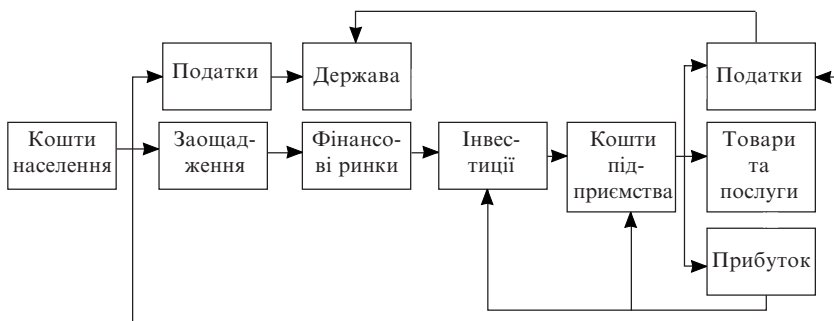 Податки
Держава
Податки
Кошти
населення
Заощад-
ження
Фінансо-
ві ринки
Інвес-
тиції
Кошти
під-
приємства
Товари
та
послуги
Прибуток